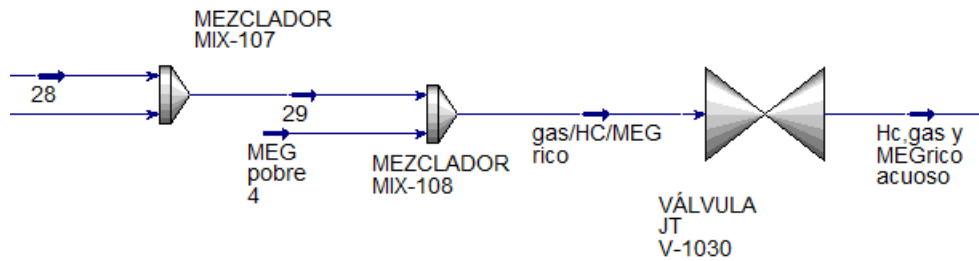 MEZCLADOR
MIX-107
28
29
MEG
pobre
4
MEZCLADOR
MIX-108
gas/HC/MEG
rico
VÁLVULA
JT
V-1030
Hc,gas y
MEGrico
acuoso